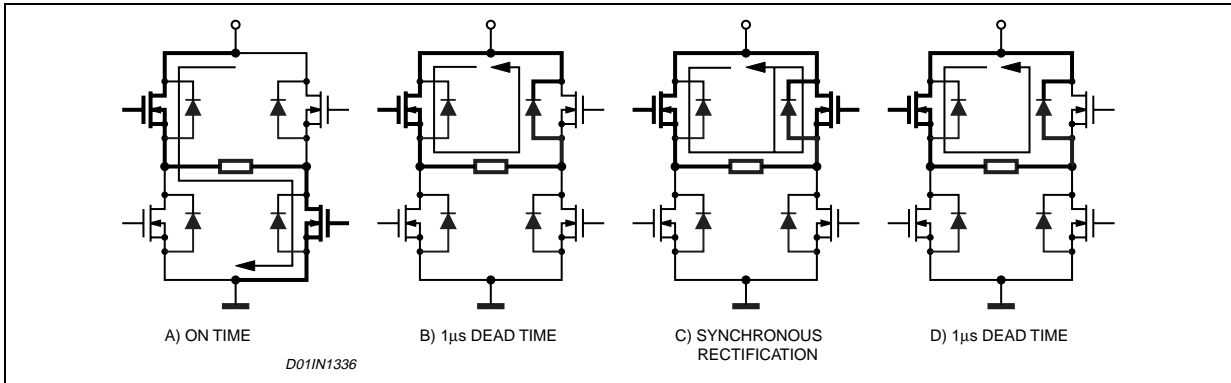 A) ON TIME
B) 1μs DEAD TIME
C) SYNCHRONOUS
RECTIFICATION
D) 1μs DEAD TIME
D01IN1336